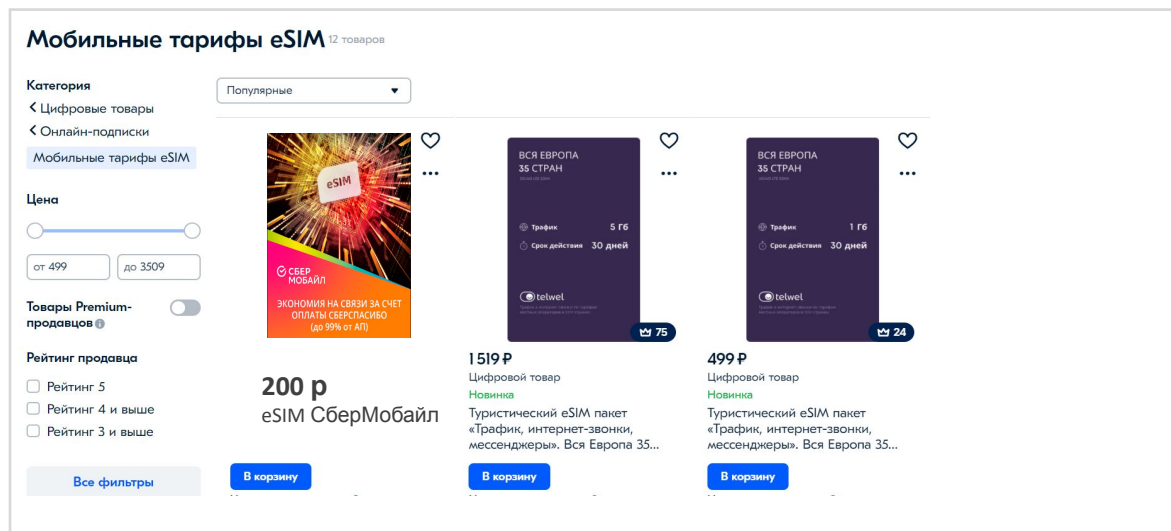 Мобильные тарифы eSIM 12 товаров
Категория
Цифровые товары
Онлайн-подписки
Мобильные тарифы eSIM
Цена
от 499
до 3509
Товары Premium-
продавцов
Рейтинг продавца
Рейтинг 5
Рейтинг 4 и выше
Рейтинг 3 и выше
Все фильтры
Популярные
eSIM
СБЕР
МОБАЙЛ
ЭКОНОМИЯ НА СВЯЗИ ЗА СЧЕТ
ОПЛАТЫ СБЕРСПАСИБО
(до 99% от АП)
200 р
eSIM СберМобайл
В корзину
ВСЯ ЕВРОПА
35 СТРАН
Трафик 5 Гб
Срок действия 30 дней
telwel
75
1 519 ₽
Цифровой товар
Новинка
Туристический eSIM пакет
«Трафик, интернет-звонки,
мессенджеры». Вся Европа 35...
В корзину
ВСЯ ЕВРОПА
35 СТРАН
Трафик 1 Гб
Срок действия 30 дней
telwel
24
499 ₽
Цифровой товар
Новинка
Туристический eSIM пакет
«Трафик, интернет-звонки,
мессенджеры». Вся Европа 35...
В корзину